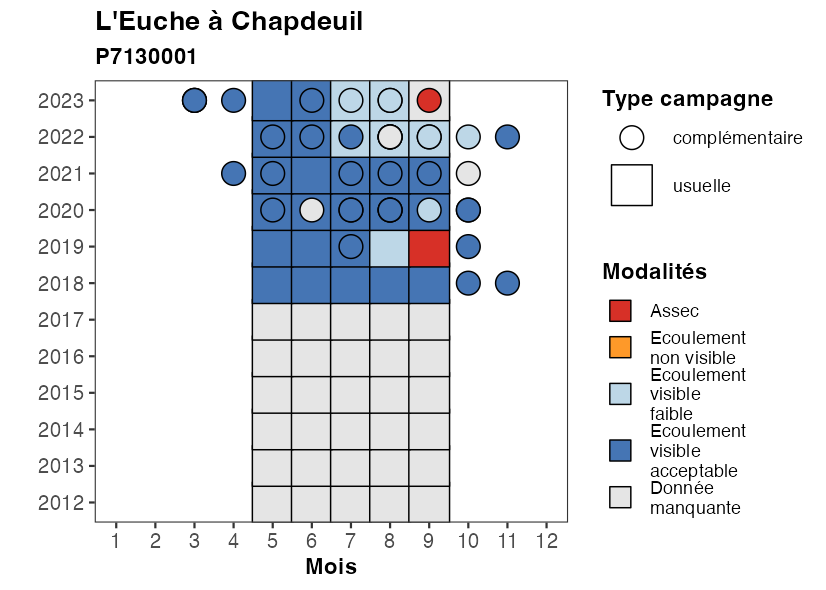 L'Euche à Chapdeuil
P7130001
2023
2022
2021
2020
2019
2018
2017
2016
2015
2014
2013
2012
1 2 3 4 5 6 7 8 9 10 11 12
Mois
Type campagne
complémentaire
usuelle
Modalités
Assec
Ecoulement
non visible
Ecoulement
visible
faible
Ecoulement
visible
acceptable
Donnée
manquante